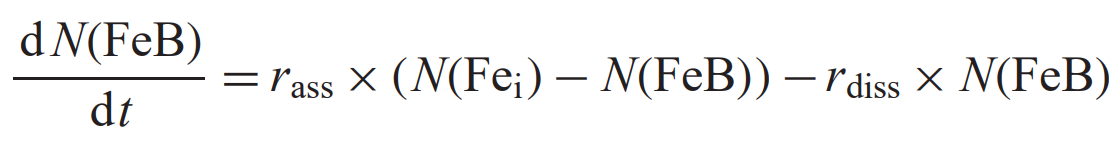 dN(FeB)/dt = r_ass × (N(Fe_i) − N(FeB)) − r_diss × N(FeB)